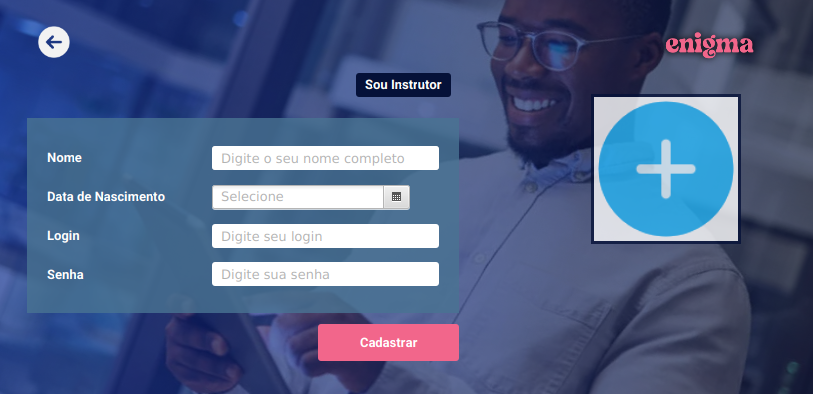 enigma
Sou Instrutor
Nome
Digite o seu nome completo
Data de Nascimento
Selecione
Login
Digite seu login
Senha
Digite sua senha
Cadastrar